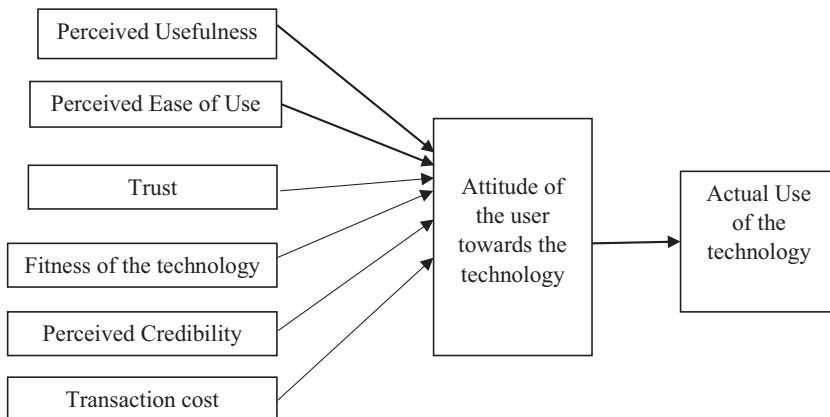 Perceived Usefulness
Perceived Ease of Use
Trust
Fitness of the technology
Perceived Credibility
Transaction cost
Attitude of
the user
towards the
technology
Actual Use
of the
technology